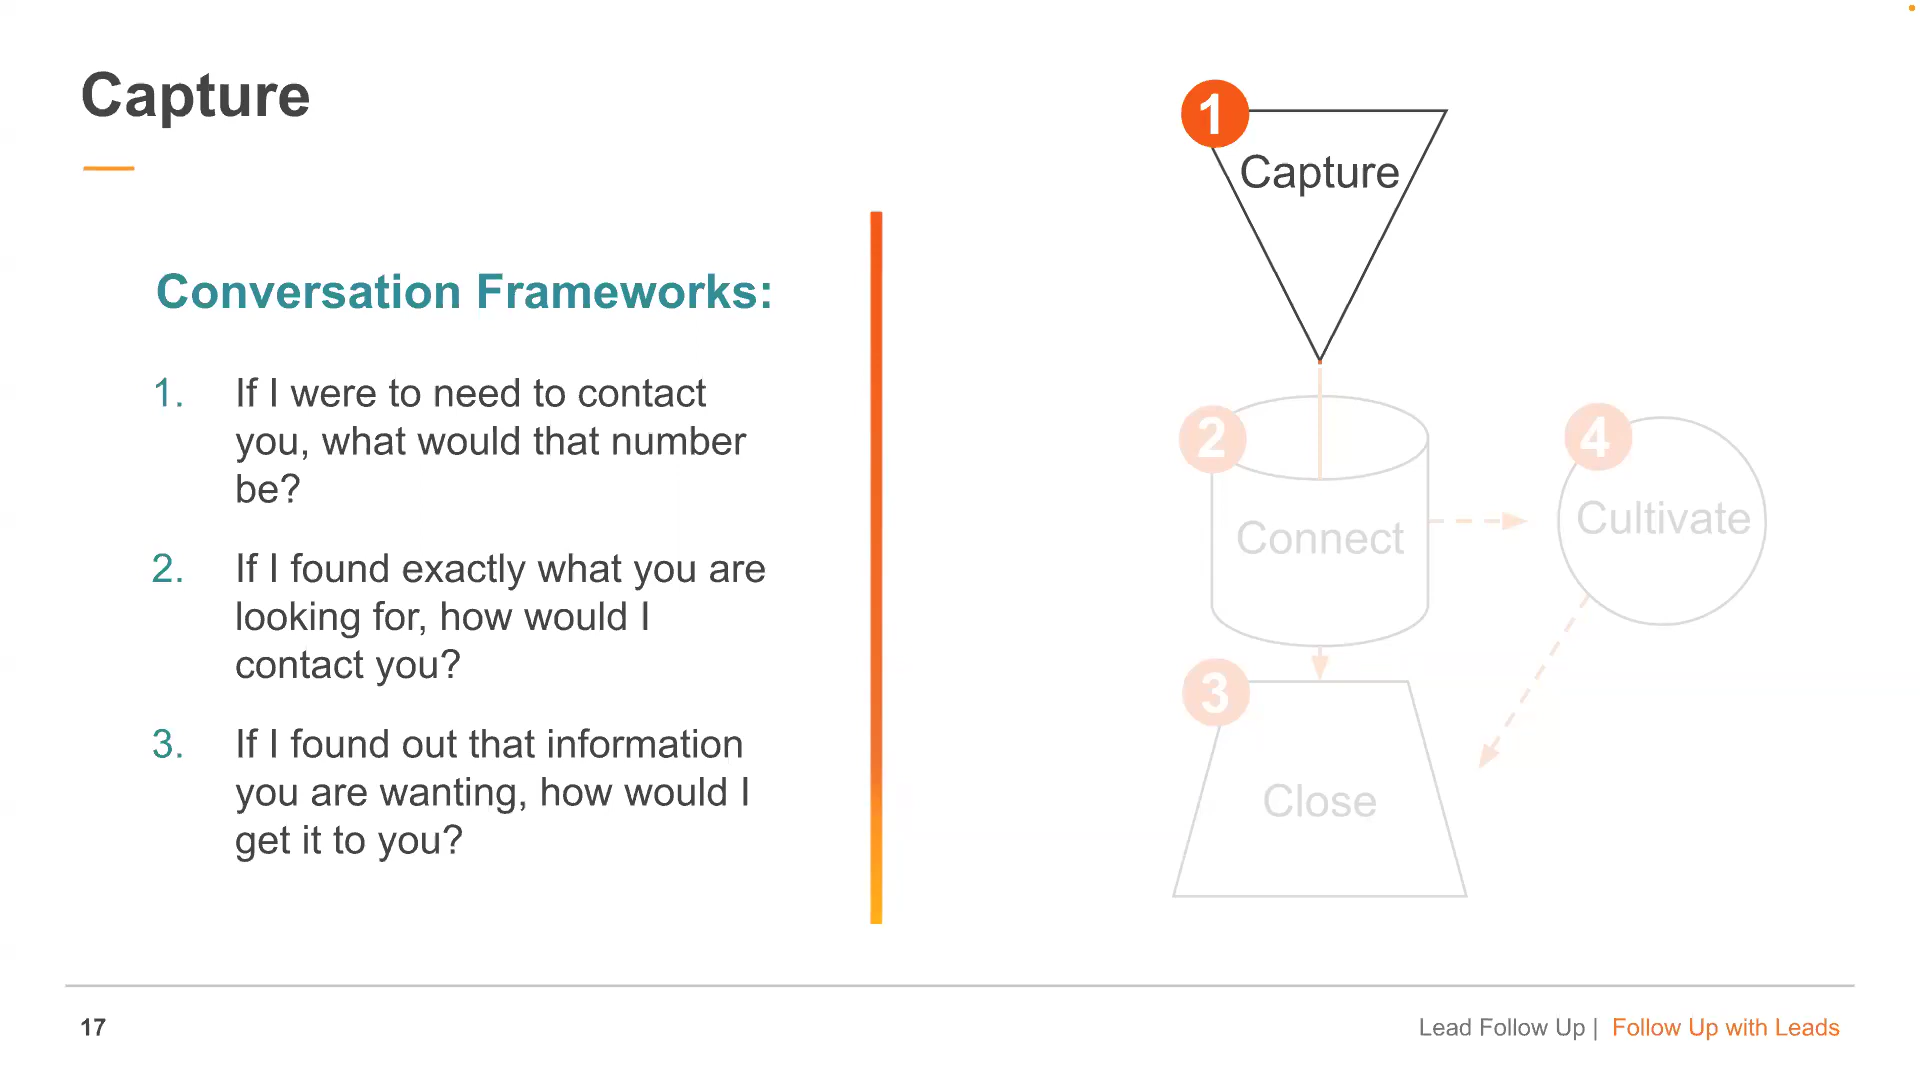 Capture
Conversation Frameworks:
1. If I were to need to contact
you, what would that number
be?
2. If I found exactly what you are
looking for, how would I
contact you?
3. If I found out that information
you are wanting, how would I
get it to you?
1
Capture
2
Connect
4
Cultivate
3
Close
17
Lead Follow Up | Follow Up with Leads